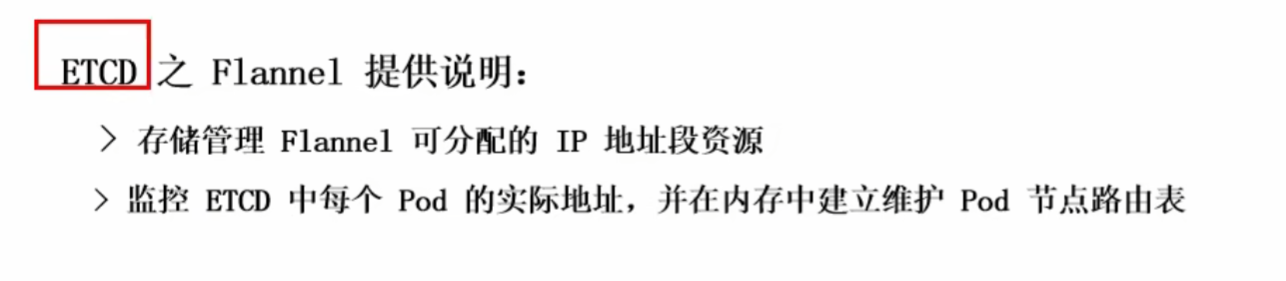 ETCD 之 Flannel 提供说明：
> 存储管理 Flannel 可分配的 IP 地址段资源
> 监控 ETCD 中每个 Pod 的实际地址，并在内存中建立维护 Pod 节点路由表